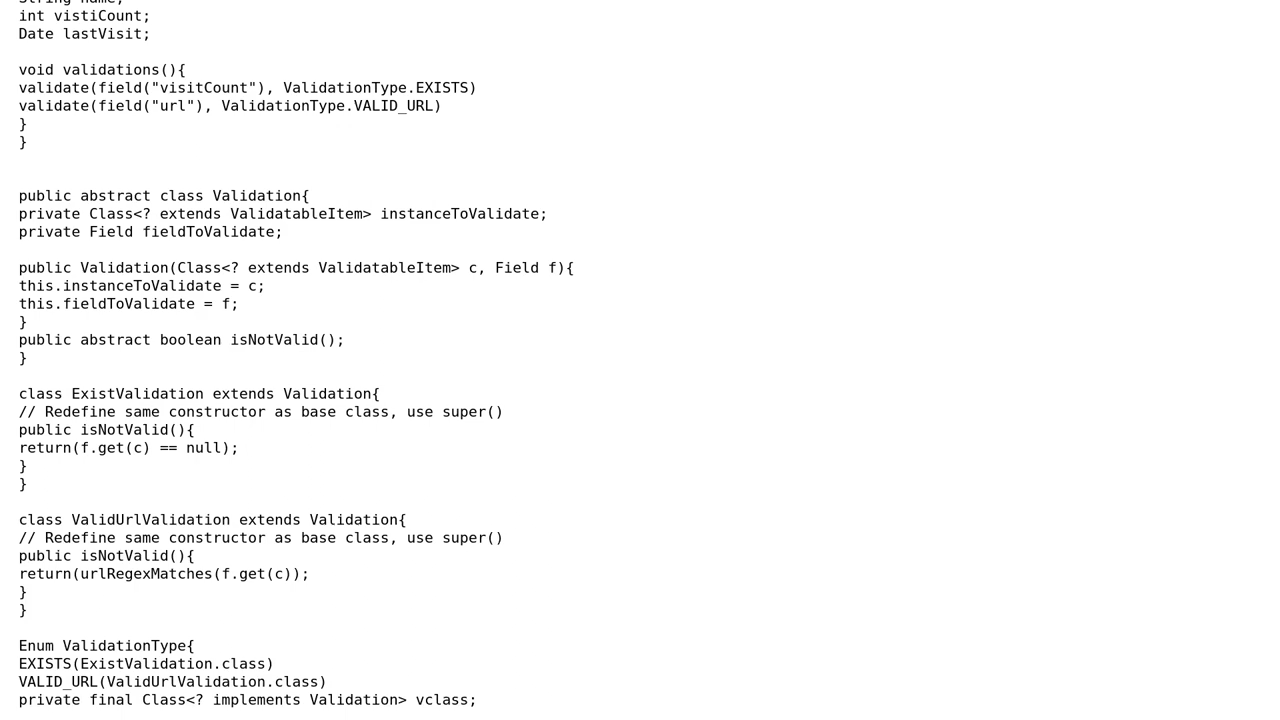 String name;
int vistiCount;
Date lastVisit;
void validations(){
validate(field("visitCount"), ValidationType.EXISTS)
validate(field("url"), ValidationType.VALID_URL)
}
}
public abstract class Validation{
private Class<? extends ValidatableItem> instanceToValidate;
private Field fieldToValidate;
public Validation(Class<? extends ValidatableItem> c, Field f){
this.instanceToValidate = c;
this.fieldToValidate = f;
}
public abstract boolean isNotValid();
}
class ExistValidation extends Validation{
// Redefine same constructor as base class, use super()
public isNotValid(){
return(f.get(c) == null);
}
}
class ValidUrlValidation extends Validation{
// Redefine same constructor as base class, use super()
public isNotValid(){
return(urlRegexMatches(f.get(c));
}
}
Enum ValidationType{
EXISTS(ExistValidation.class)
VALID_URL(ValidUrlValidation.class)
private final Class<? implements Validation> vclass;